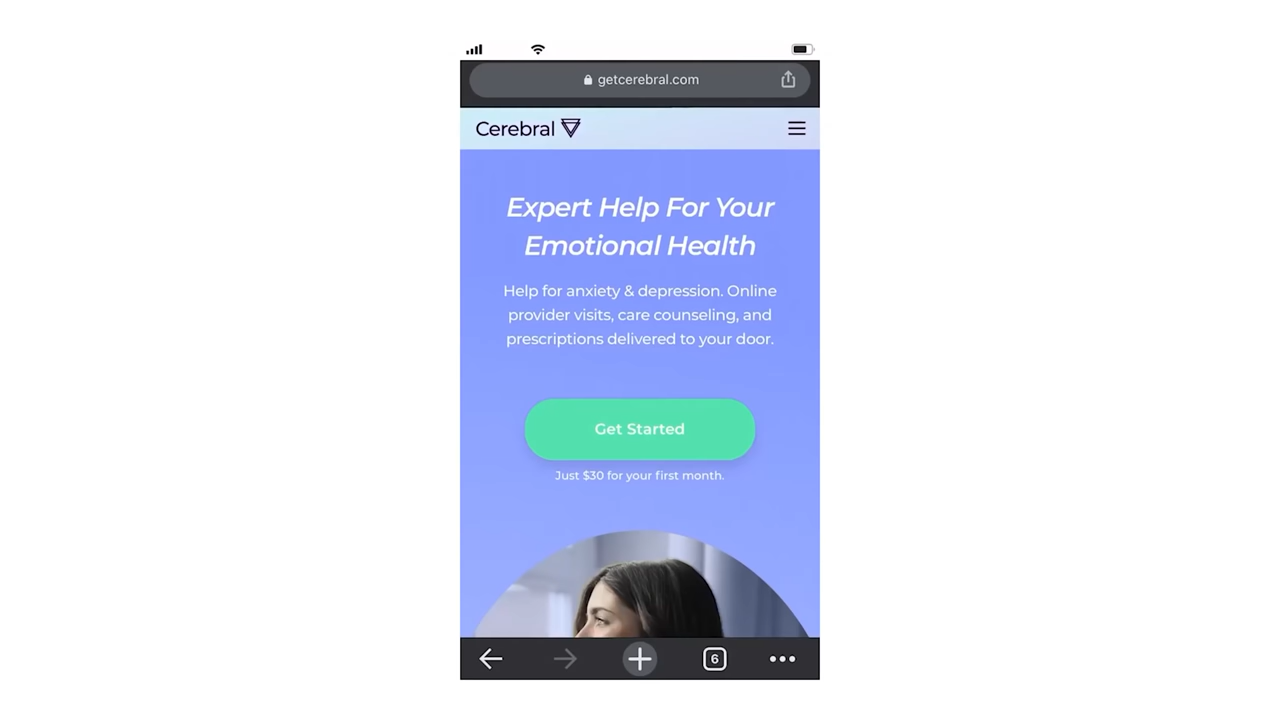 getcerebral.com
Cerebral
Expert Help For Your
Emotional Health
Help for anxiety & depression. Online
provider visits, care counseling, and
prescriptions delivered to your door.
Get Started
Just $30 for your first month.
6